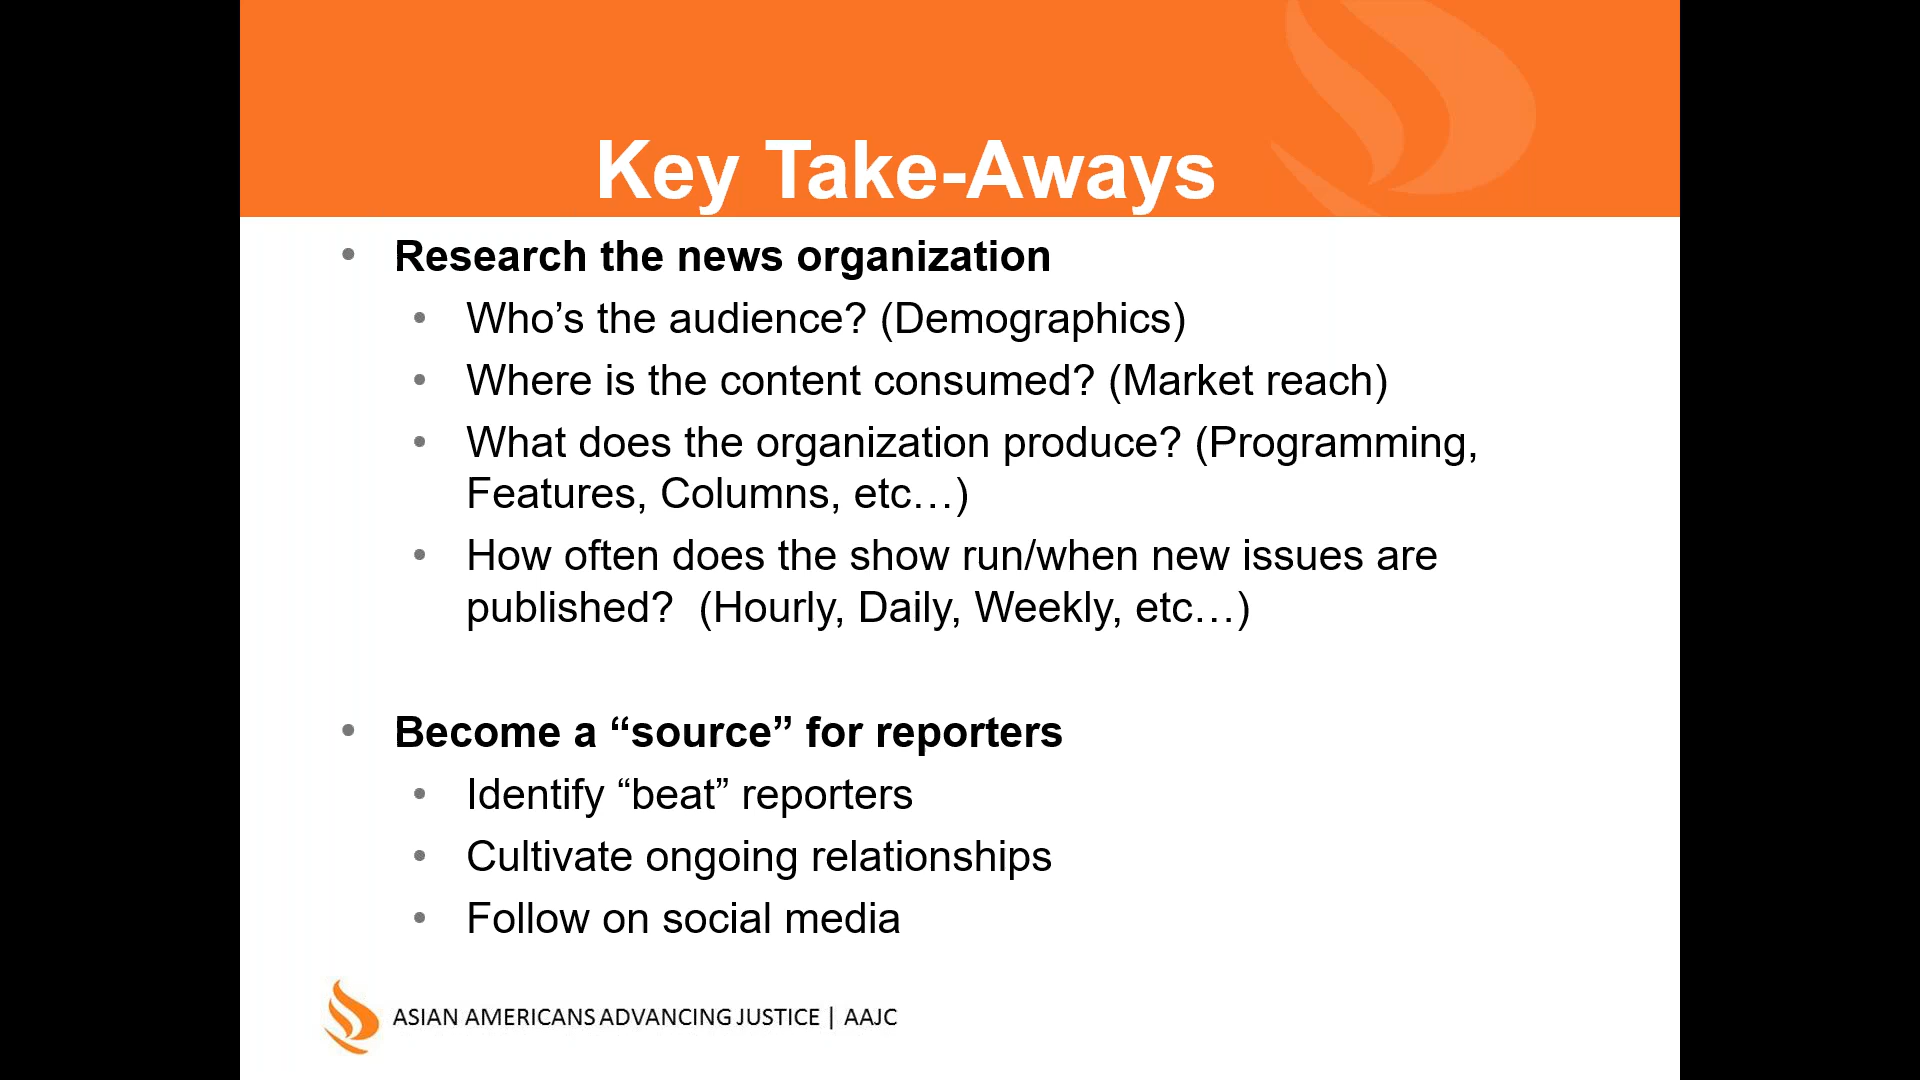 Key Take-Aways
• Research the news organization
• Who’s the audience? (Demographics)
• Where is the content consumed? (Market reach)
• What does the organization produce? (Programming,
Features, Columns, etc…)
• How often does the show run/when new issues are
published?  (Hourly, Daily, Weekly, etc…)
• Become a “source” for reporters
• Identify “beat” reporters
• Cultivate ongoing relationships
• Follow on social media
ASIAN AMERICANS ADVANCING JUSTICE | AAJC